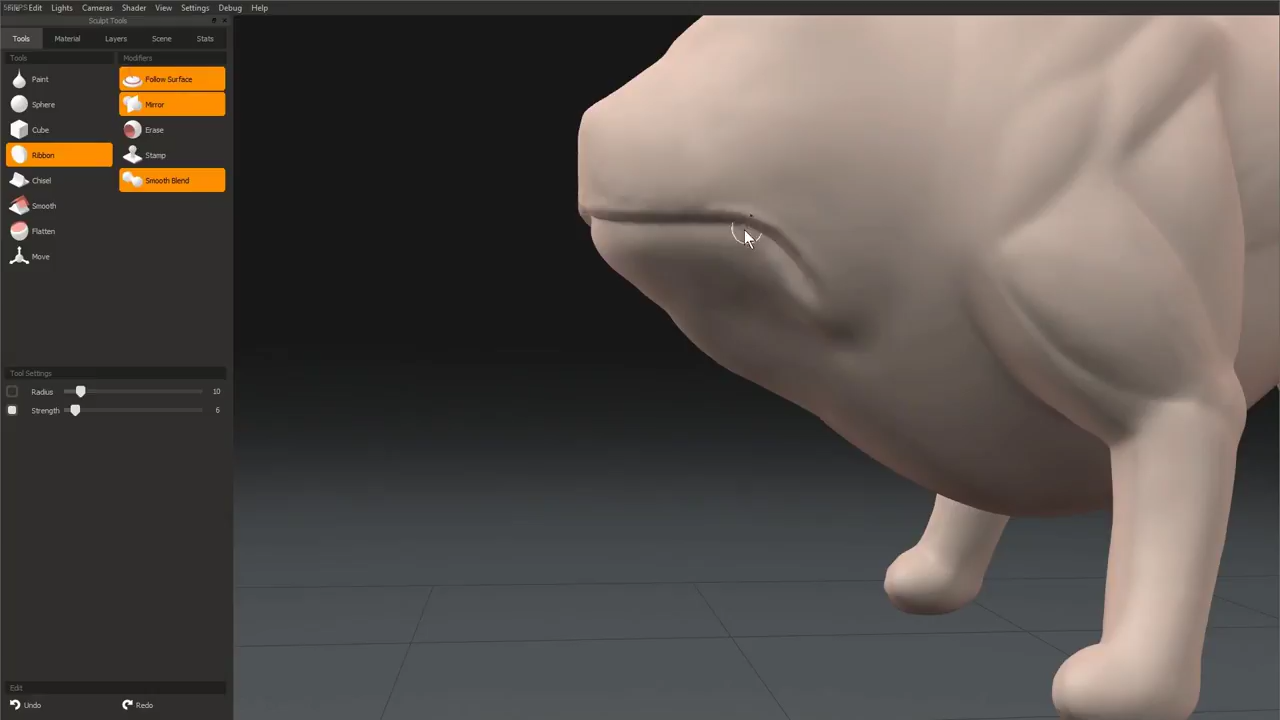 File Edit Lights Cameras Shader View Settings Debug Help
Sculpt Tools
Tools Material Layers Scene Stats
Tools Modifiers
Paint Follow Surface
Sphere Mirror
Cube Erase
Ribbon Stamp
Chisel Smooth Blend
Smooth
Flatten
Move
Tool Settings
Radius 10
Strength 6
Edit
Undo Redo